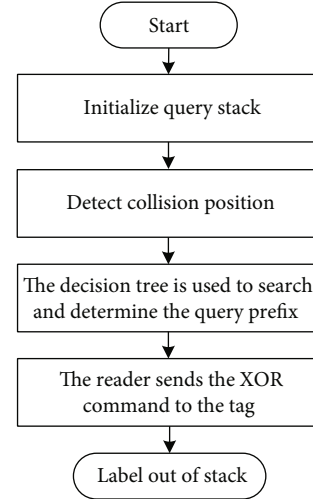 Start
Initialize query stack
Detect collision position
The decision tree is used to search
and determine the query prefix
The reader sends the XOR
command to the tag
Label out of stack